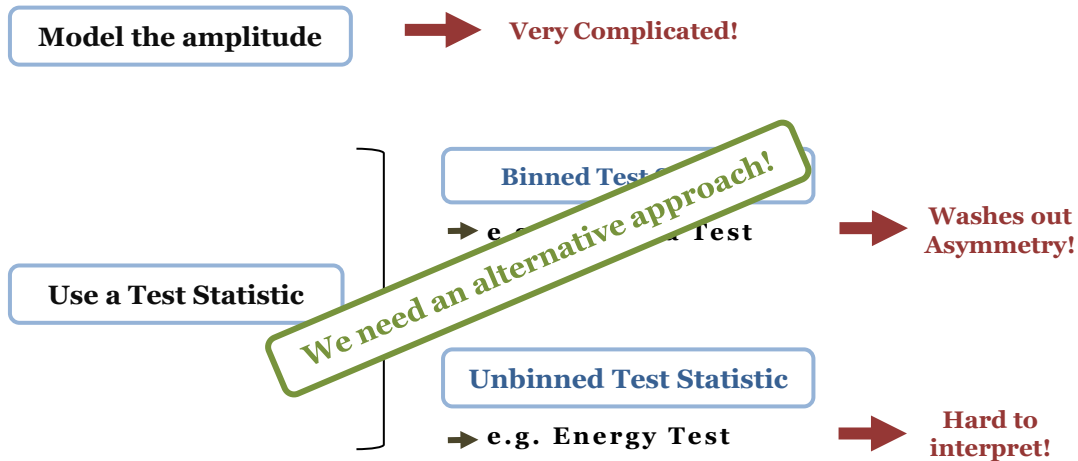 Model the amplitude
Very Complicated!
Binned Test
Test
Washes out
Asymmetry!
Use a Test Statistic
We need an alternative approach!
Unbinned Test Statistic
e.g. Energy Test
Hard to
interpret!